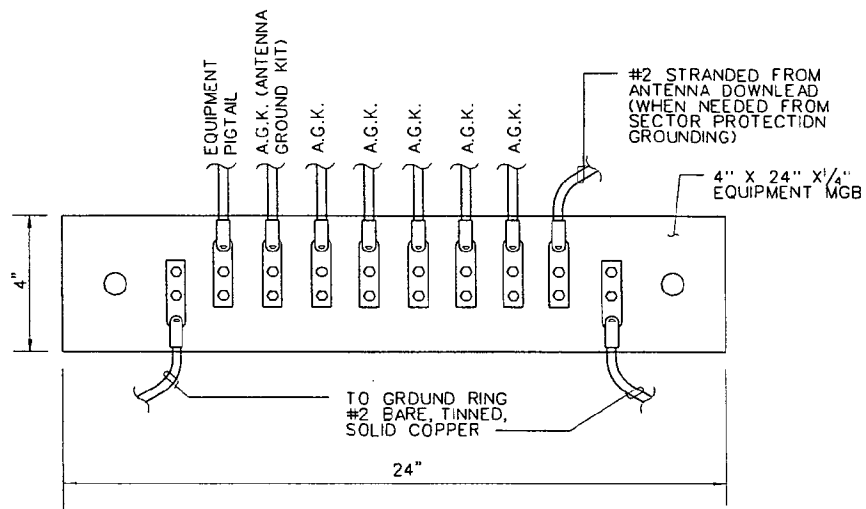 EQUIPMENT
PIGTAIL
A.G.K. (ANTENNA
GROUND KIT)
A.G.K.
A.G.K.
A.G.K.
A.G.K.
A.G.K.
#2 STRANDED FROM
ANTENNA DOWNLEAD
(WHEN NEEDED FROM
SECTOR PROTECTION
GROUNDING)
4" X 24" X 1/4"
EQUIPMENT MGB
4"
TO GROUND RING
#2 BARE, TINNED,
SOLID COPPER
24"